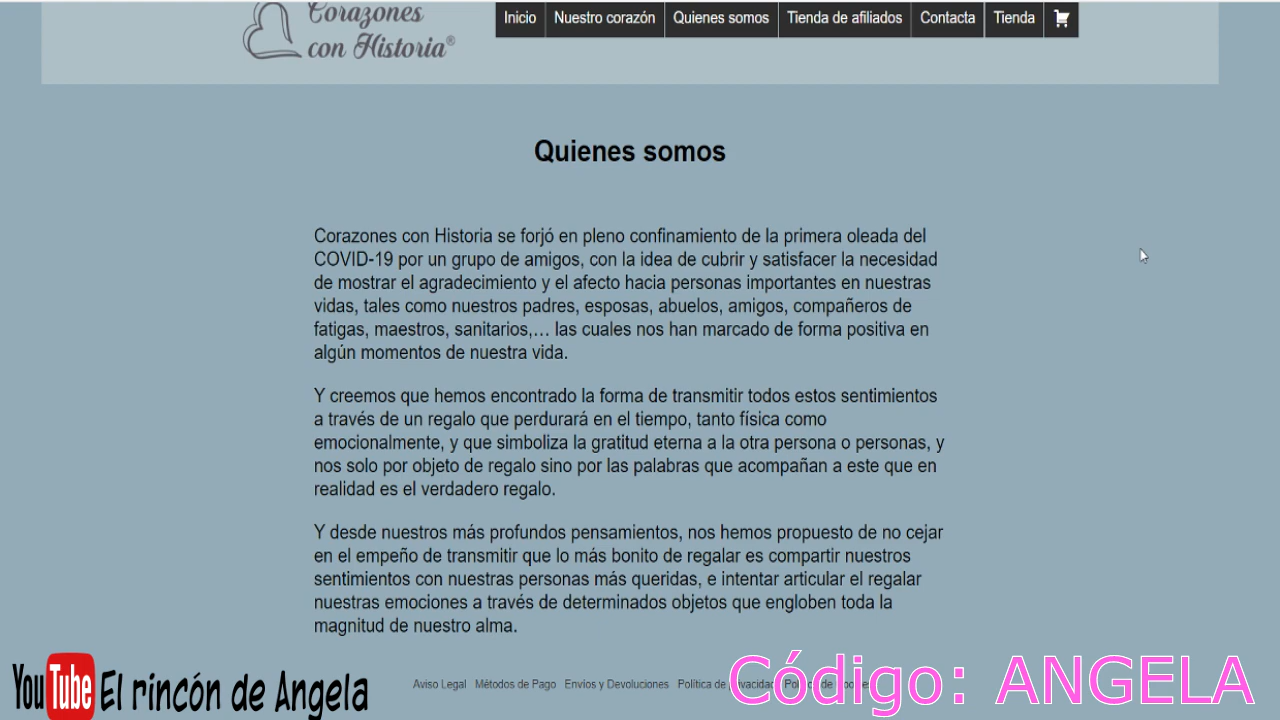 Corazones
con Historia®
Inicio Nuestro corazón Quienes somos Tienda de afiliados Contacta Tienda
Quienes somos
Corazones con Historia se forjó en pleno confinamiento de la primera oleada del
COVID-19 por un grupo de amigos, con la idea de cubrir y satisfacer la necesidad
de mostrar el agradecimiento y el afecto hacia personas importantes en nuestras
vidas, tales como nuestros padres, esposas, abuelos, amigos, compañeros de
fatigas, maestros, sanitarios,… las cuales nos han marcado de forma positiva en
algún momentos de nuestra vida.
Y creemos que hemos encontrado la forma de transmitir todos estos sentimientos
a través de un regalo que perdurará en el tiempo, tanto física como
emocionalmente, y que simboliza la gratitud eterna a la otra persona o personas, y
nos solo por objeto de regalo sino por las palabras que acompañan a este que en
realidad es el verdadero regalo.
Y desde nuestros más profundos pensamientos, nos hemos propuesto de no cejar
en el empeño de transmitir que lo más bonito de regalar es compartir nuestros
sentimientos con nuestras personas más queridas, e intentar articular el regalar
nuestras emociones a través de determinados objetos que engloben toda la
magnitud de nuestro alma.
Aviso Legal Métodos de Pago Envíos y Devoluciones Política de
YouTube El rincón de Angela
Código: ANGELA